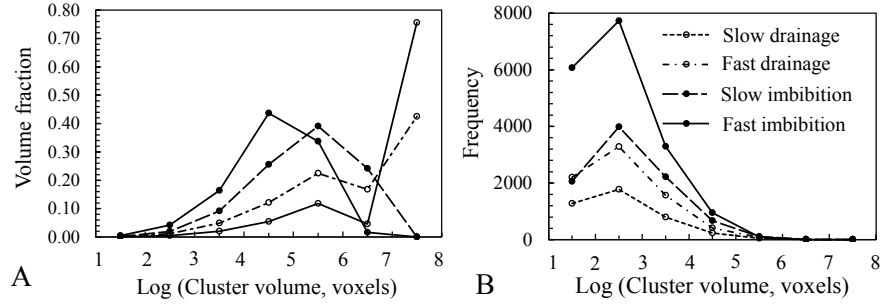 0.80
0.70
0.60
0.50
0.40
0.30
0.20
0.10
0.00
Volume fraction
1 2 3 4 5 6 7 8
Log (Cluster volume, voxels)
A
8000
6000
4000
2000
0
Frequency
Slow drainage
Fast drainage
Slow imbibition
Fast imbibition
1 2 3 4 5 6 7 8
Log (Cluster volume, voxels)
B